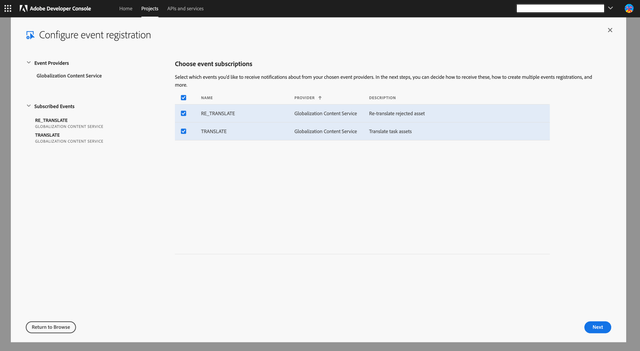 Adobe Developer Console
Home
Projects
APIs and services
Configure event registration
Event Providers
Globalization Content Service
Subscribed Events
RE_TRANSLATE
GLOBALIZATION CONTENT SERVICE
TRANSLATE
GLOBALIZATION CONTENT SERVICE
Choose event subscriptions
Select which events you'd like to receive notifications about from your chosen event providers. In the next steps, you can decide how to receive these, how to create multiple events registrations, and
more.
NAME PROVIDER DESCRIPTION
RE_TRANSLATE Globalization Content Service Re-translate rejected asset
TRANSLATE Globalization Content Service Translate task assets
Return to Browse
Next